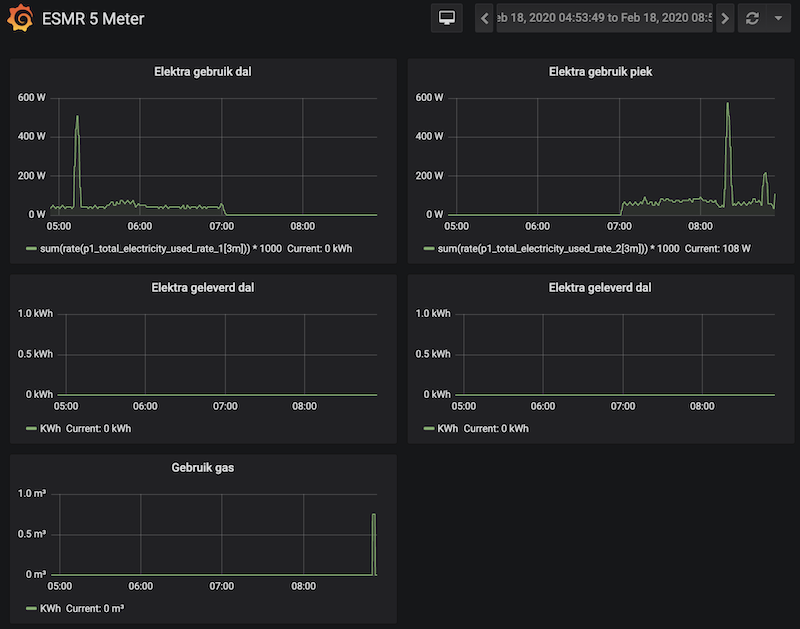 ESMR 5 Meter
eb 18, 2020 04:53:49 to Feb 18, 2020 08:5
Elektra gebruik dal
600 W
400 W
200 W
0 W
05:00 06:00 07:00 08:00
sum(rate(p1_total_electricity_used_rate_1[3m])) * 1000 Current: 0 kWh
Elektra gebruik piek
600 W
400 W
200 W
0 W
05:00 06:00 07:00 08:00
sum(rate(p1_total_electricity_used_rate_2[3m])) * 1000 Current: 108 W
Elektra geleverd dal
1.0 kWh
0.5 kWh
0 kWh
05:00 06:00 07:00 08:00
KWh Current: 0 kWh
Elektra geleverd dal
1.0 kWh
0.5 kWh
0 kWh
05:00 06:00 07:00 08:00
KWh Current: 0 kWh
Gebruik gas
1.0 m³
0.5 m³
0 m³
05:00 06:00 07:00 08:00
KWh Current: 0 m³